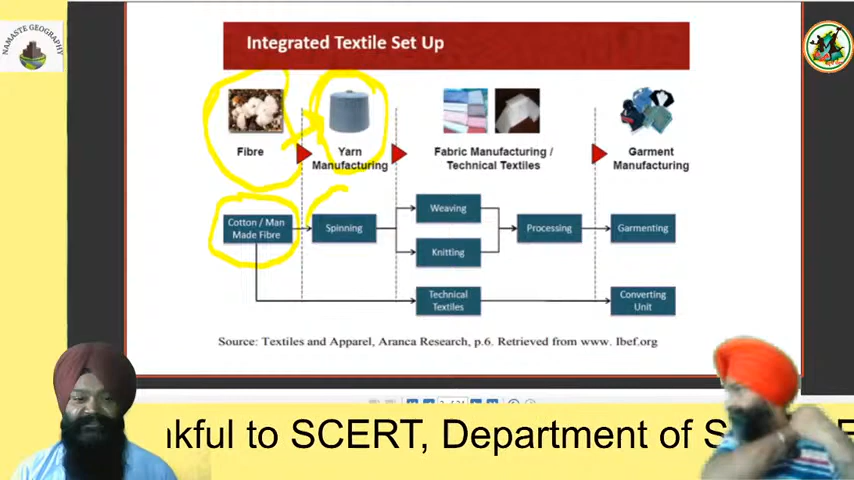 NAMASTE GEOGRAPHY
Integrated Textile Set Up
Fibre
Yarn
Manufacturing
Fabric Manufacturing /
Technical Textiles
Garment
Manufacturing
Cotton / Man
Made Fibre
Spinning
Weaving
Knitting
Processing
Garmenting
Technical
Textiles
Converting
Unit
Source: Textiles and Apparel, Aranca Research, p.6. Retrieved from www. Ibef.org
kful to SCERT, Department of S